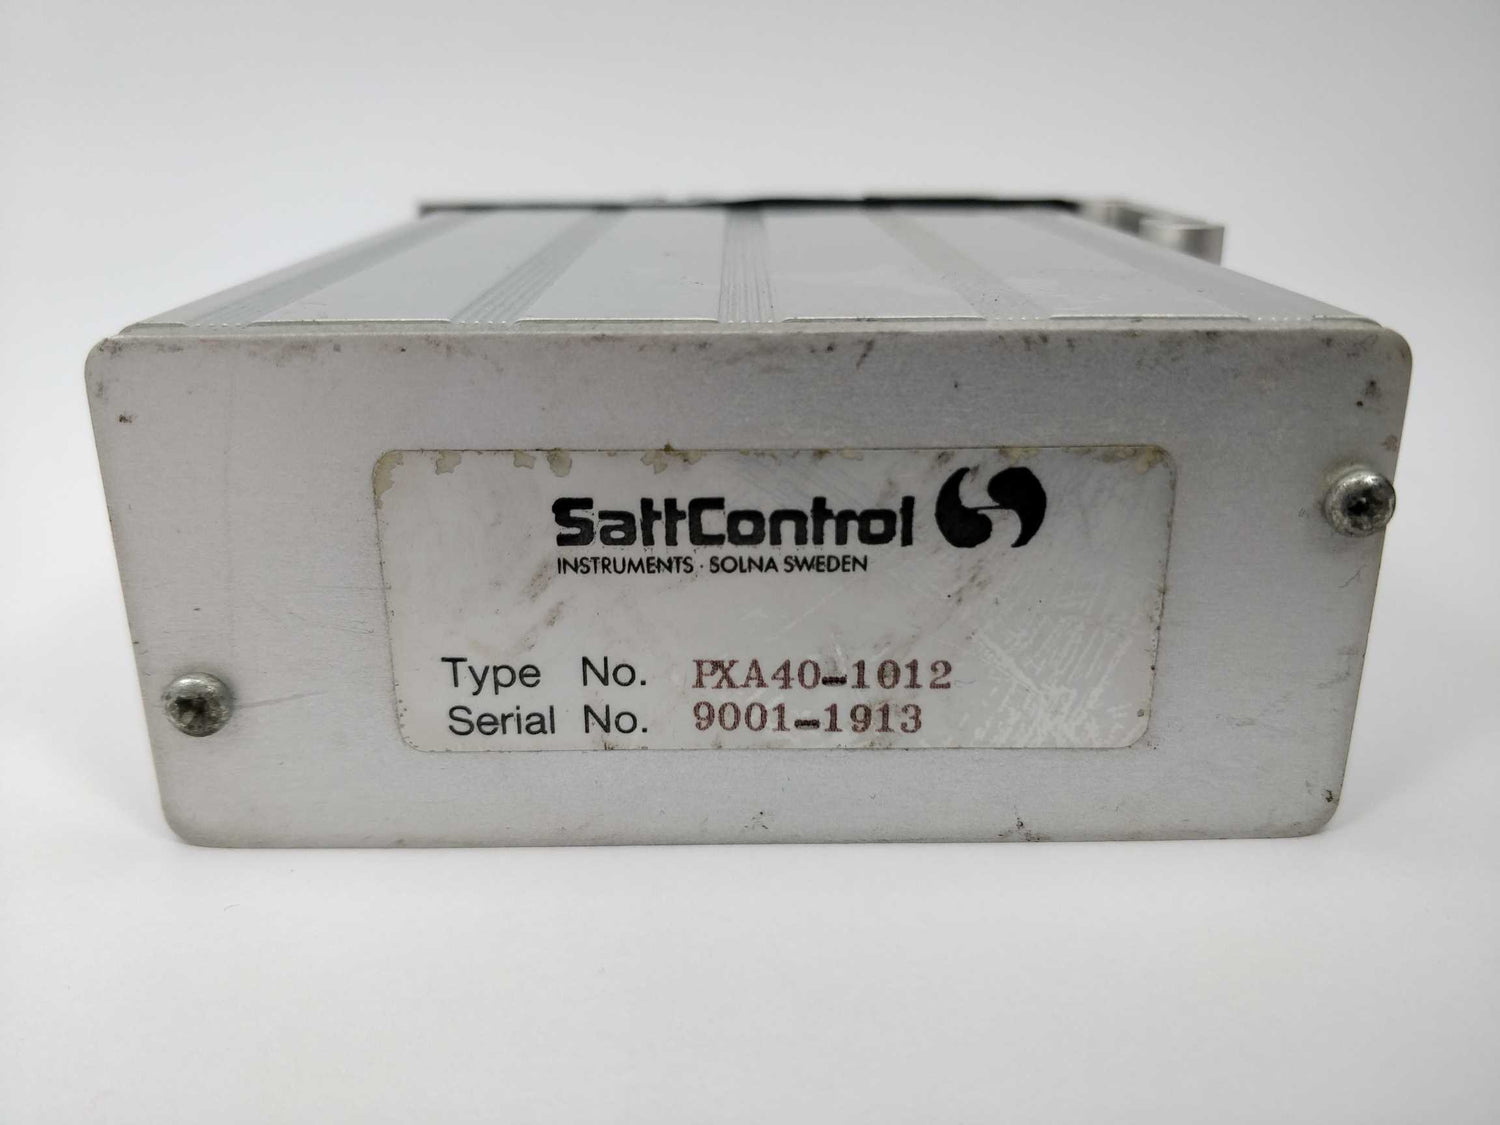 SattControl
INSTRUMENTS · SOLNA SWEDEN
Type No. PXA40-1012
Serial No. 9001-1913